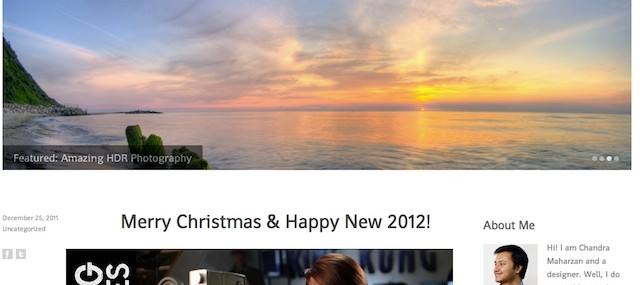 Featured: Amazing HDR Photography
December 25, 2011
Uncategorized
Merry Christmas & Happy New 2012!
About Me
Hi! I am Chandra
Maharzan and a
designer. Well, I do